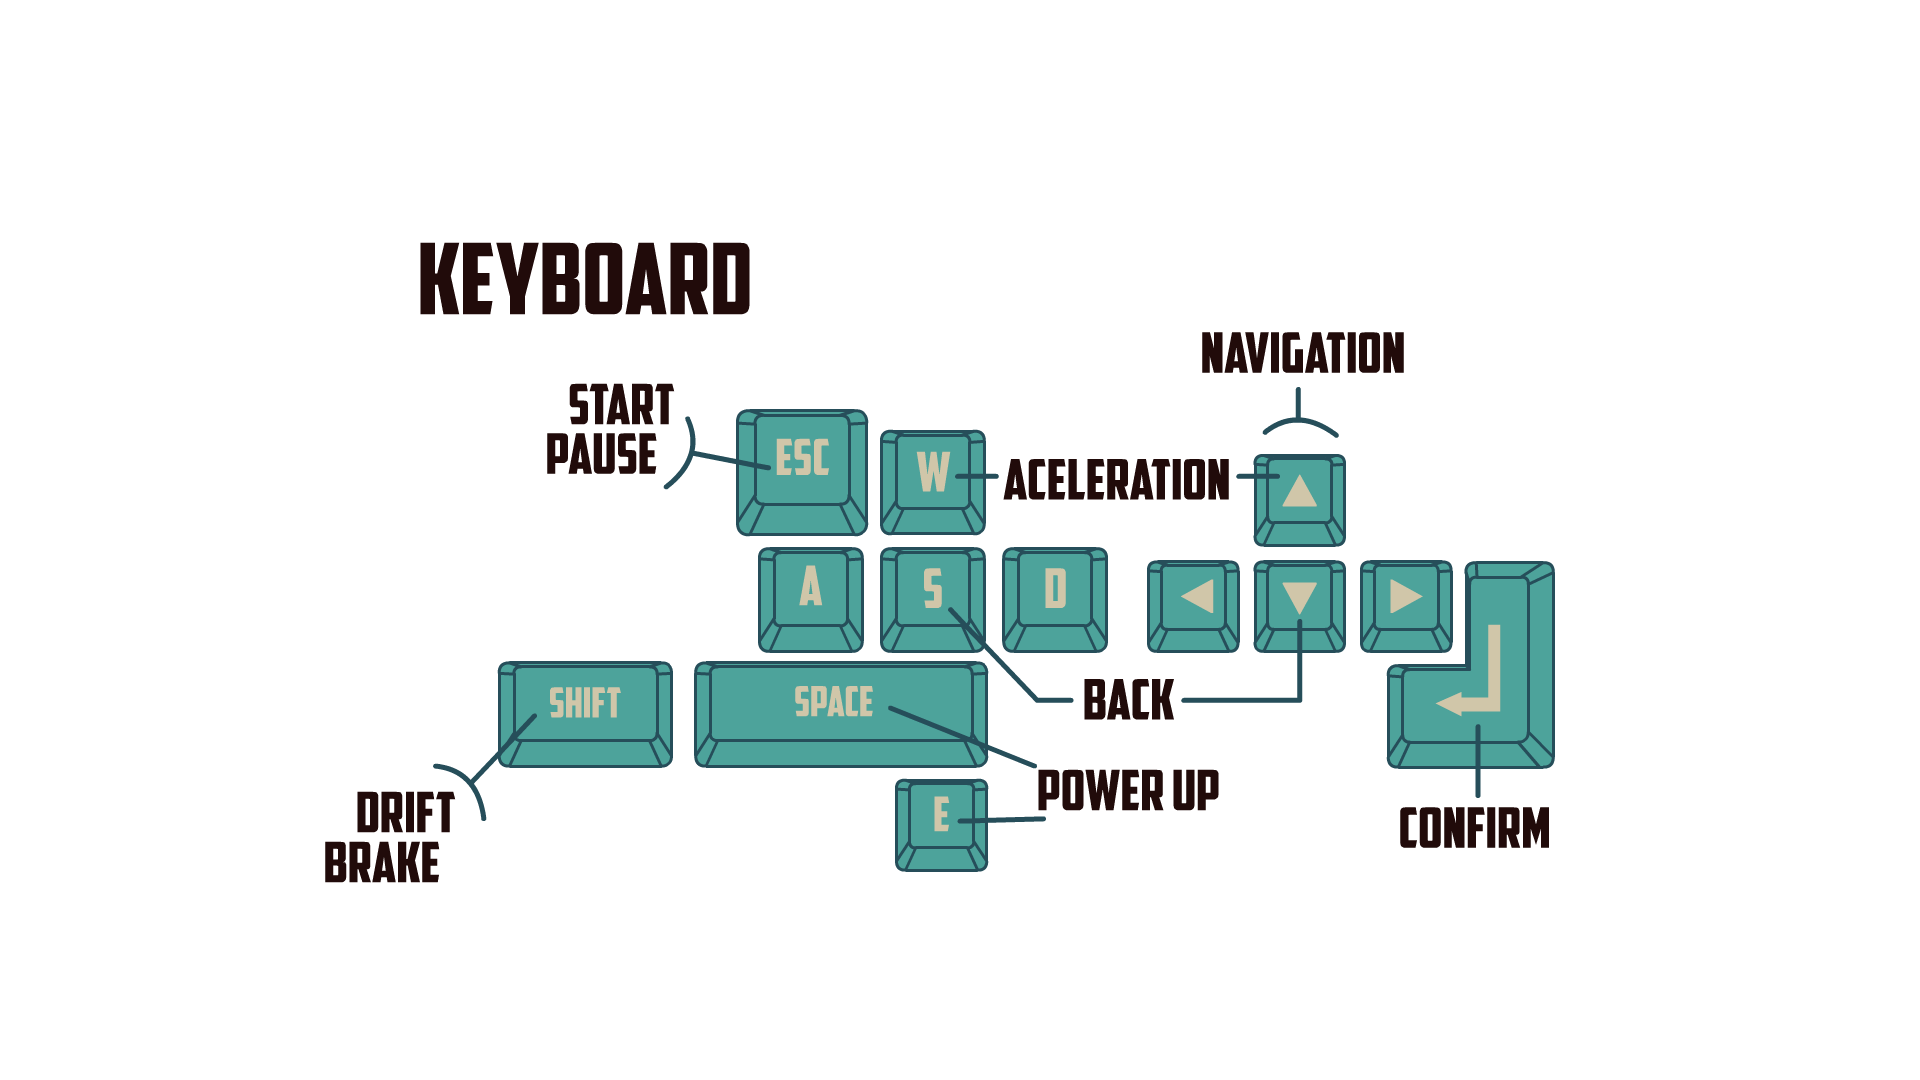 KEYBOARD
NAVIGATION
START
PAUSE
ESC
W
ACELERATION
A
S
D
SHIFT
SPACE
BACK
POWER UP
E
DRIFT
BRAKE
CONFIRM